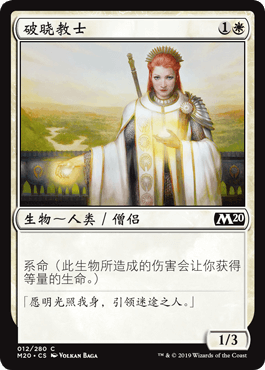 破晓教士 1
生物～人类／僧侣 M20
系命（此生物所造成的伤害会让你获得
等量的生命。）
「愿明光照我身，引领迷途之人。」
1/3
012/280 C
M20 • CS VOLKAN BAGA ™ & © 2019 Wizards of the Coast